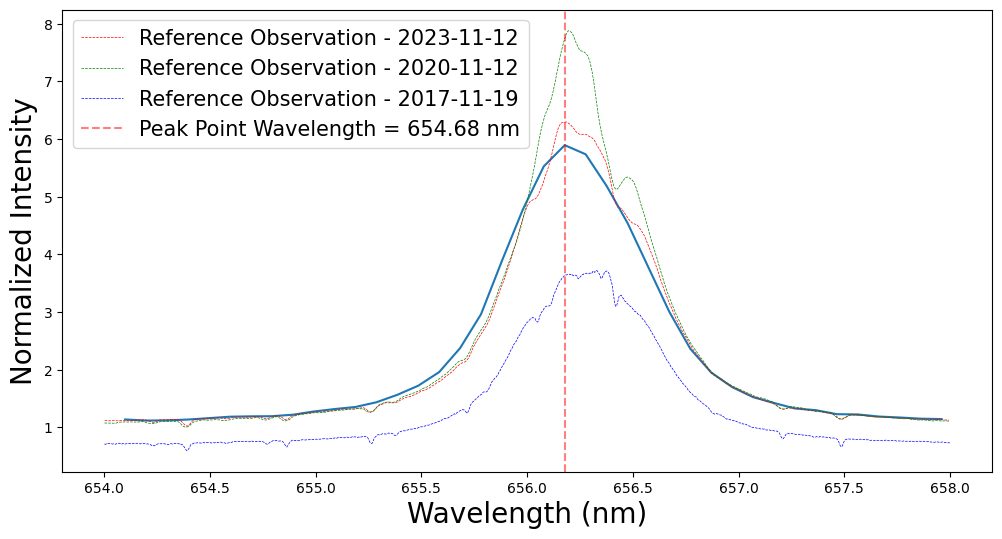 Reference Observation - 2023-11-12
Reference Observation - 2020-11-12
Reference Observation - 2017-11-19
Peak Point Wavelength = 654.68 nm
Normalized Intensity
8
7
6
5
4
3
2
1
654.0 654.5 655.0 655.5 656.0 656.5 657.0 657.5 658.0
Wavelength (nm)